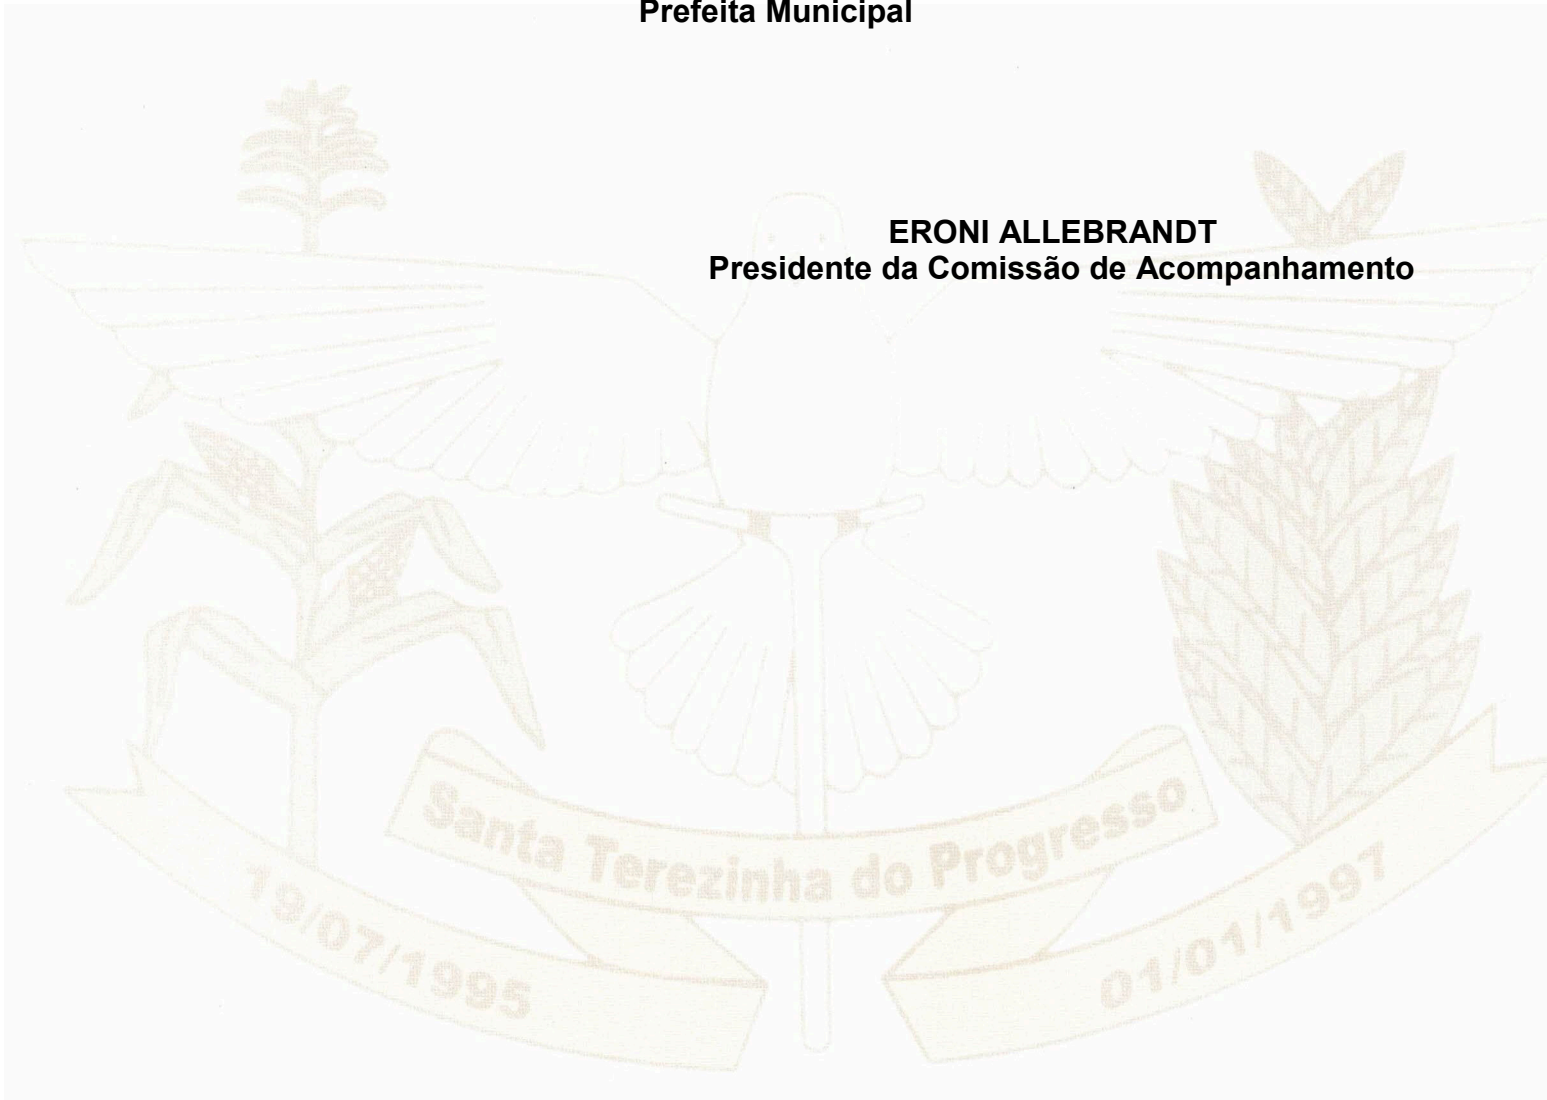 Prefeita Municipal
ERONI ALLEBRANDT
Presidente da Comissão de Acompanhamento
Santa Terezinha do Progresso
19/07/1995
01/01/1997